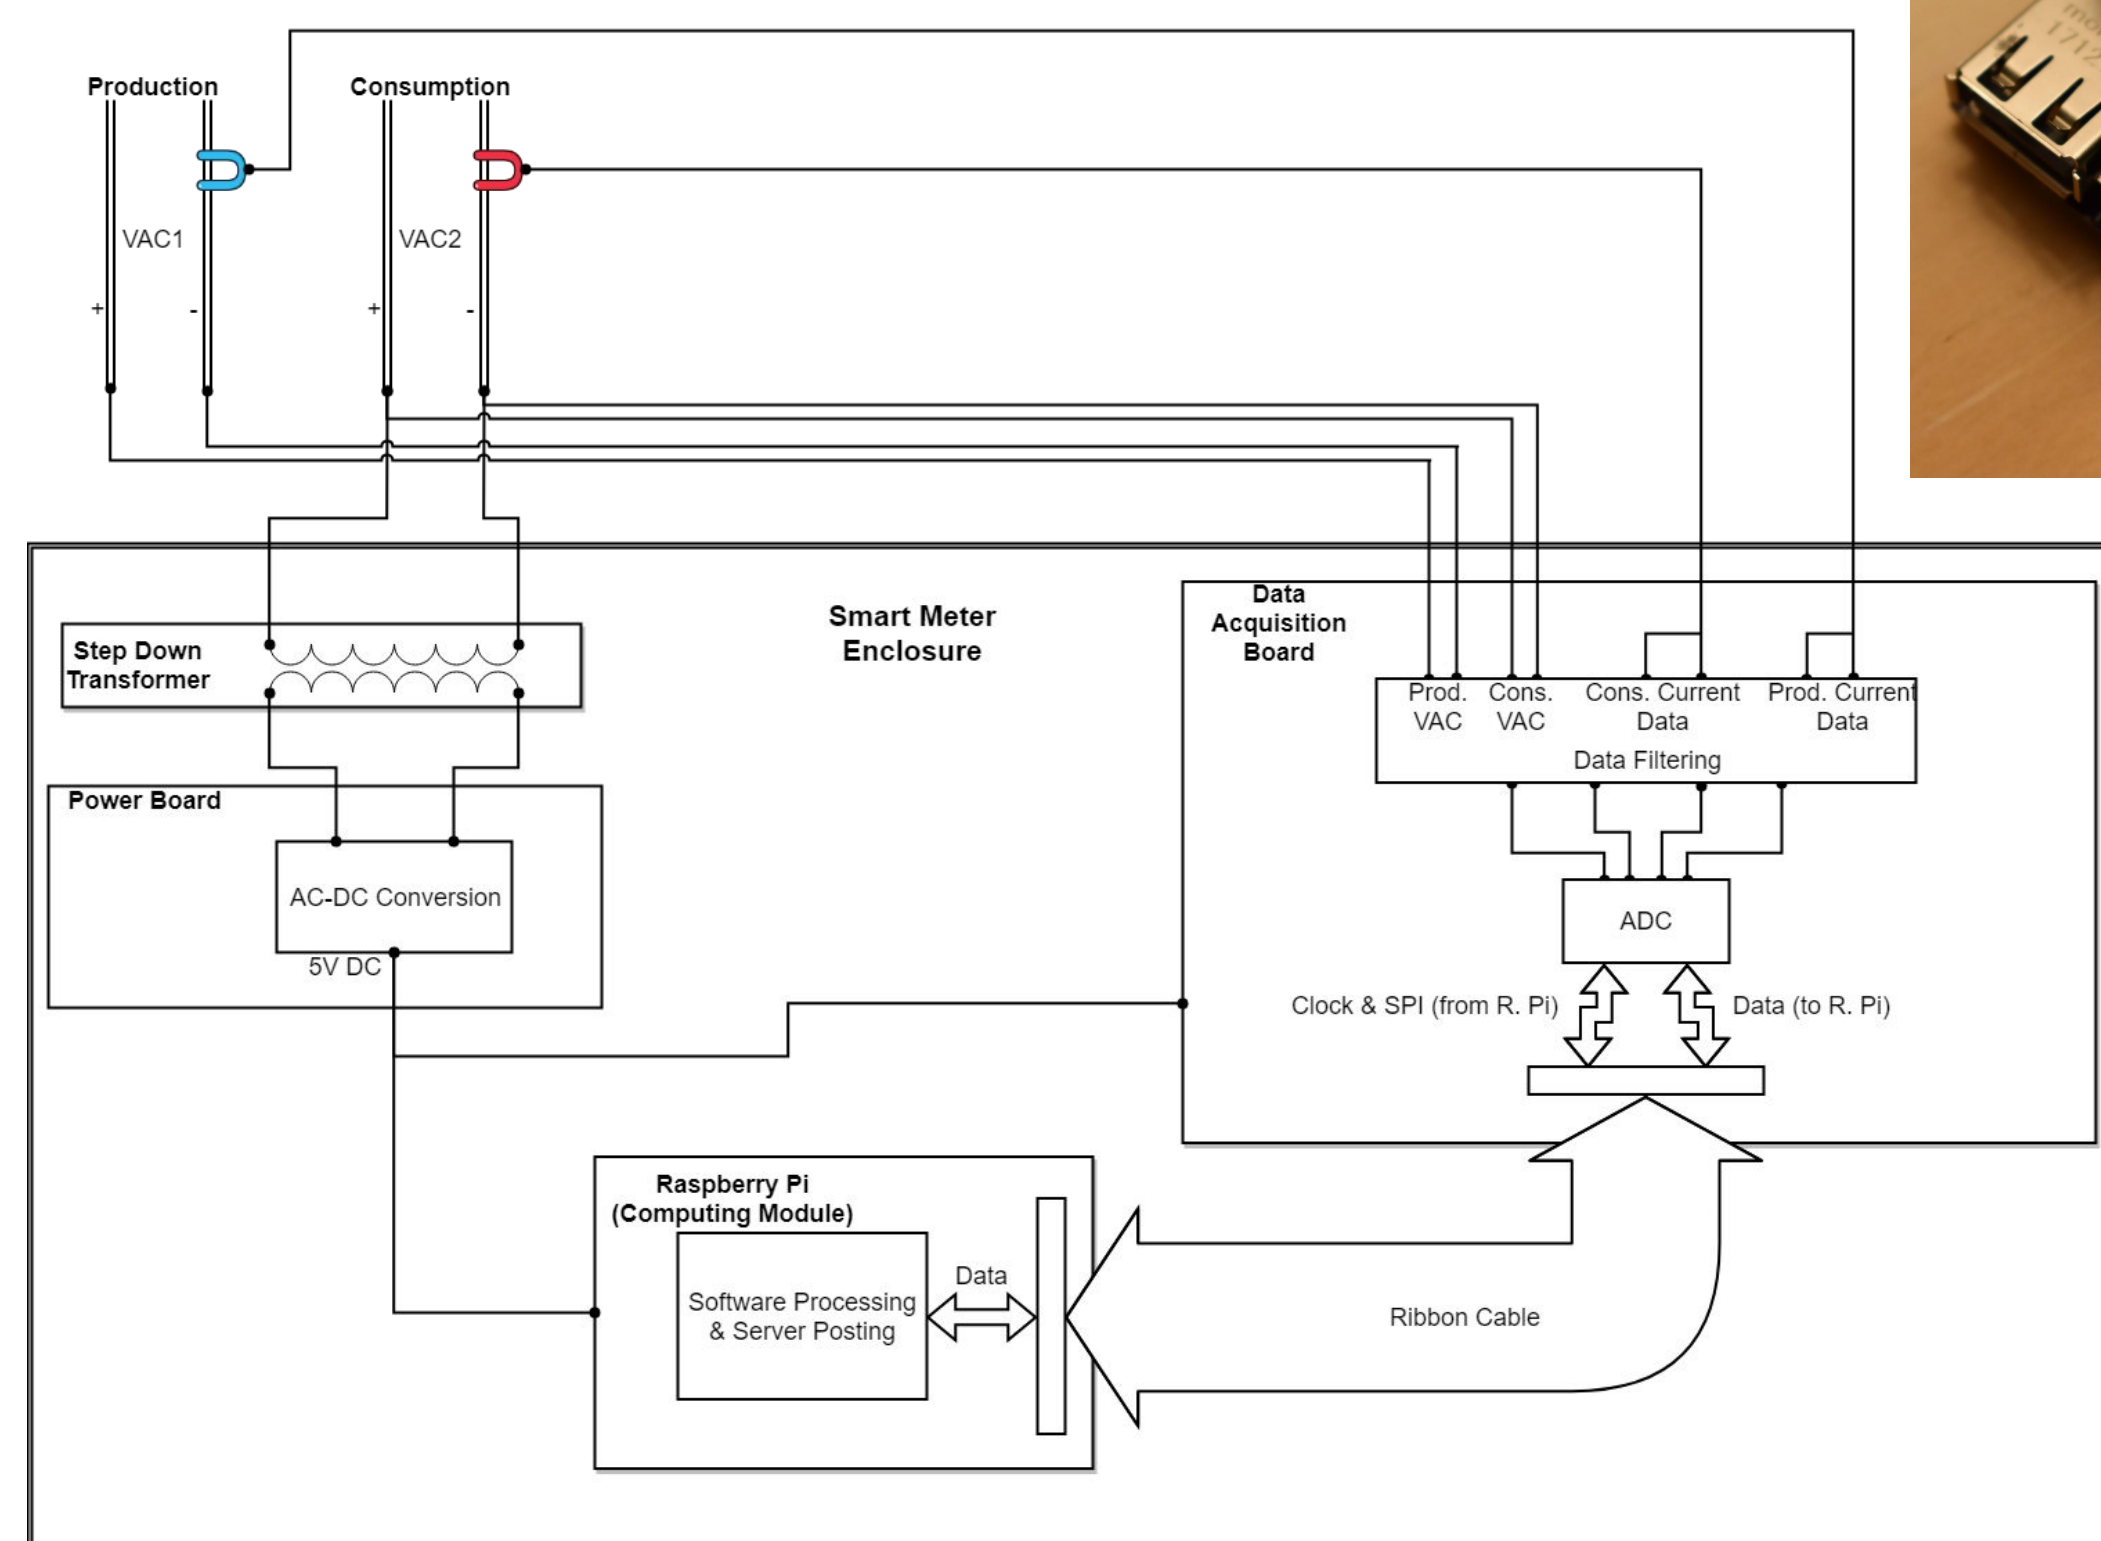 Production
Consumption
VAC1
VAC2
+
-
+
-
Smart Meter
Enclosure
Data
Acquisition
Board
Step Down
Transformer
Prod.
VAC
Cons.
VAC
Cons. Current
Data
Prod. Current
Data
Data Filtering
Power Board
AC-DC Conversion
5V DC
ADC
Clock & SPI (from R. Pi)
Data (to R. Pi)
Raspberry Pi
(Computing Module)
Software Processing
& Server Posting
Data
Ribbon Cable
1712